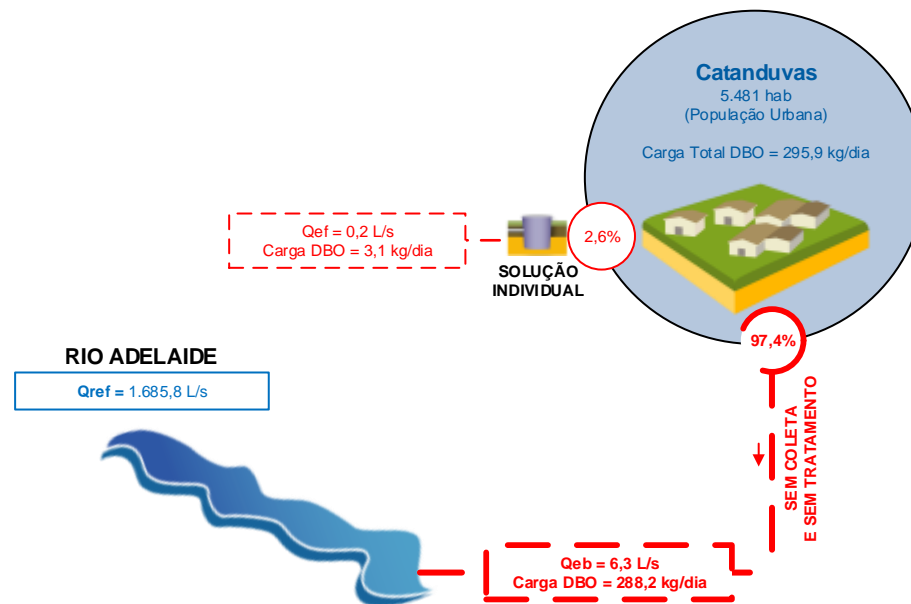 Catanduvas
5.481 hab
(População Urbana)
Carga Total DBO = 295,9 kg/dia
Qef = 0,2 L/s
Carga DBO = 3,1 kg/dia
2,6%
SOLUÇÃO
INDIVIDUAL
97,4%
RIO ADELAIDE
Qref = 1.685,8 L/s
SEM COLETA
E SEM TRATAMENTO
Qeb = 6,3 L/s
Carga DBO = 288,2 kg/dia